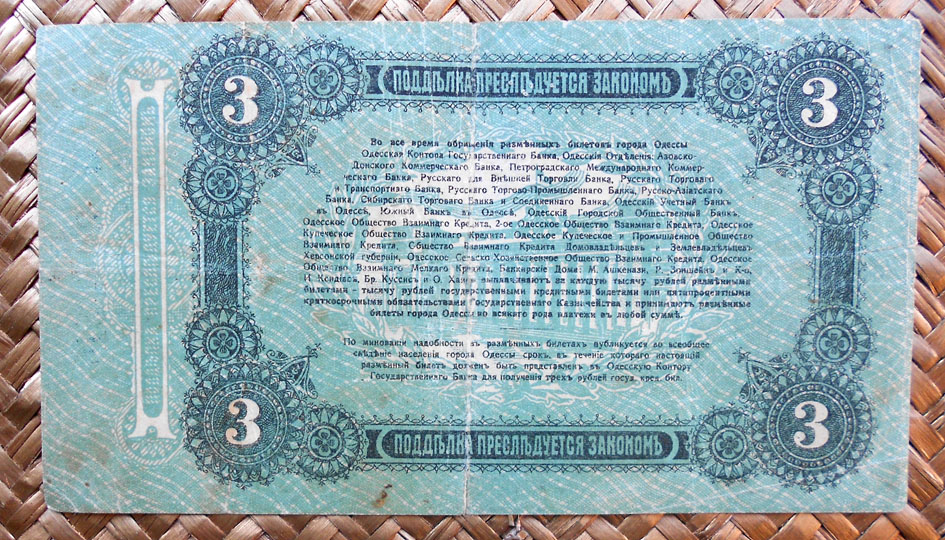 3 ПОДДѢЛКА ПРЕСЛѢДУЕТСЯ ЗАКОНОМЪ 3
Во все время обращенія размѣнныхъ билетовъ города Одессы
Одесская Контора Государственнаго Банка, Одесскія Отдѣленія: Азовско-
Донского Коммерческаго Банка, Петроградскаго Международнаго Коммер-
ческаго Банка, Русскаго для Внѣшней Торговли Банка, Русскаго Торговаго
и Транспортнаго Банка, Русскаго Торгово-Промышленнаго Банка, Русско-Азіатскаго
Банка, Сибирскаго Торговаго и Соединеннаго Банка, Одесскій Учетный Банкъ
въ Одессѣ, Южный Банкъ въ Одессѣ, Одесскій Городской Общественный Банкъ,
Одесское Общество Взаимнаго Кредита, 2-ое Одесское Общество Взаимнаго Кредита, Одесское
Купеческое Общество Взаимнаго Кредита, Одесское Купеческое и Промышленное Общество
Взаимнаго Кредита, Общество Взаимнаго Кредита Домовладѣльцевъ и Землевладѣльцевъ
Херсонской губерніи, Одесское Сельско-Хозяйственное Общество Взаимнаго Кредита, Одесское
Общество Взаимнаго Мелкаго Кредита, Банкирскіе Дома: М. Ашкенази, Р. Зонштейнъ и К-о,
И. Конділсъ, Бр. Куссисъ и О. Хаисъ выплачиваютъ за каждую тысячу рублей размѣнными
билетами - тысячу рублей государственными кредитными билетами или пятипроцентными
краткосрочными обязательствами Государственнаго Казначейства и принимаютъ размѣнные
билеты города Одессы во всякаго рода платежи въ любой суммѣ.
По минованіи надобности въ размѣнныхъ билетахъ публикуется во всеобщее
свѣдѣніе населенія города Одессы срокъ, въ теченіе котораго настоящій
размѣнный билетъ долженъ быть представленъ въ Одесскую Контору
Государственнаго Банка для полученія трехъ рублей госуд. кред. бил.
3 ПОДДѢЛКА ПРЕСЛѢДУЕТСЯ ЗАКОНОМЪ 3